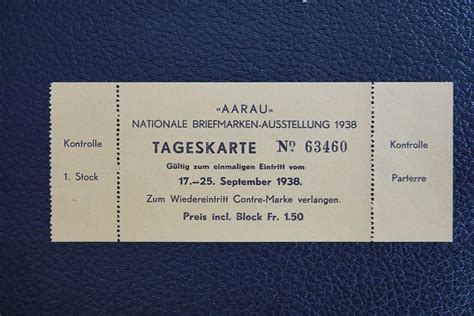 «AARAU»
NATIONALE BRIEFMARKEN-AUSSTELLUNG 1938
TAGESKARTE No 63460
Gültig zum einmaligen Eintritt vom
17.—25. September 1938.
Zum Wiedereintritt Contre-Marke verlangen.
Preis incl. Block Fr. 1.50
Kontrolle
1. Stock
Kontrolle
Parterre